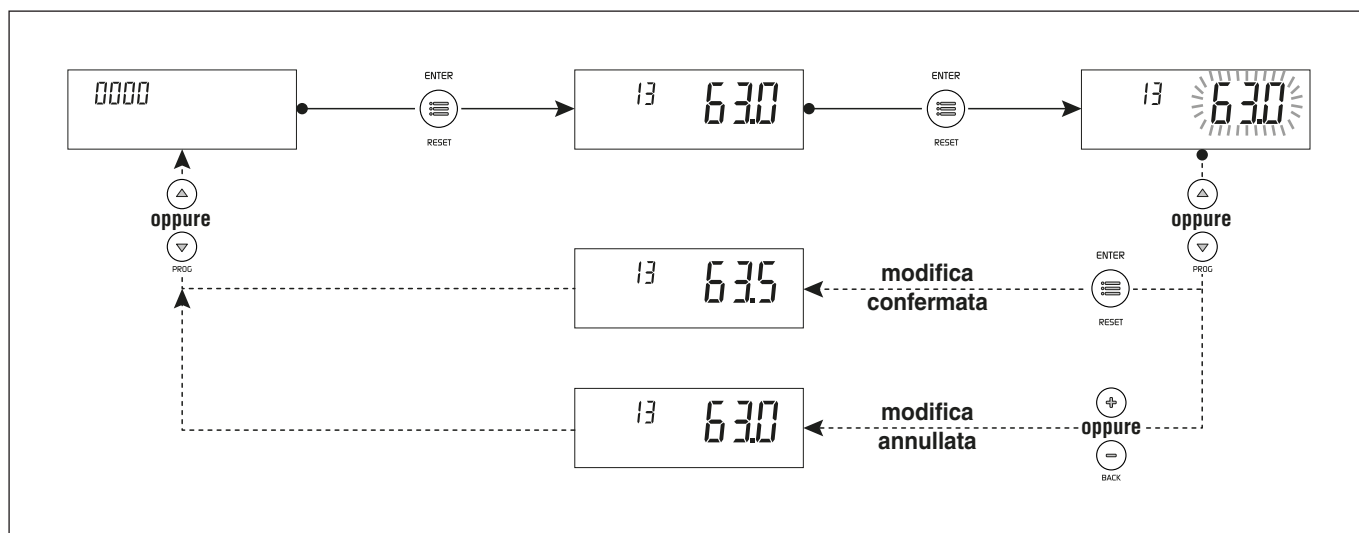 0000
ENTER
RESET
13 63.0
ENTER
RESET
13 63.0
oppure
PROG
oppure
PROG
13 63.5
modifica
confermata
ENTER
RESET
13 63.0
modifica
annullata
oppure
BACK